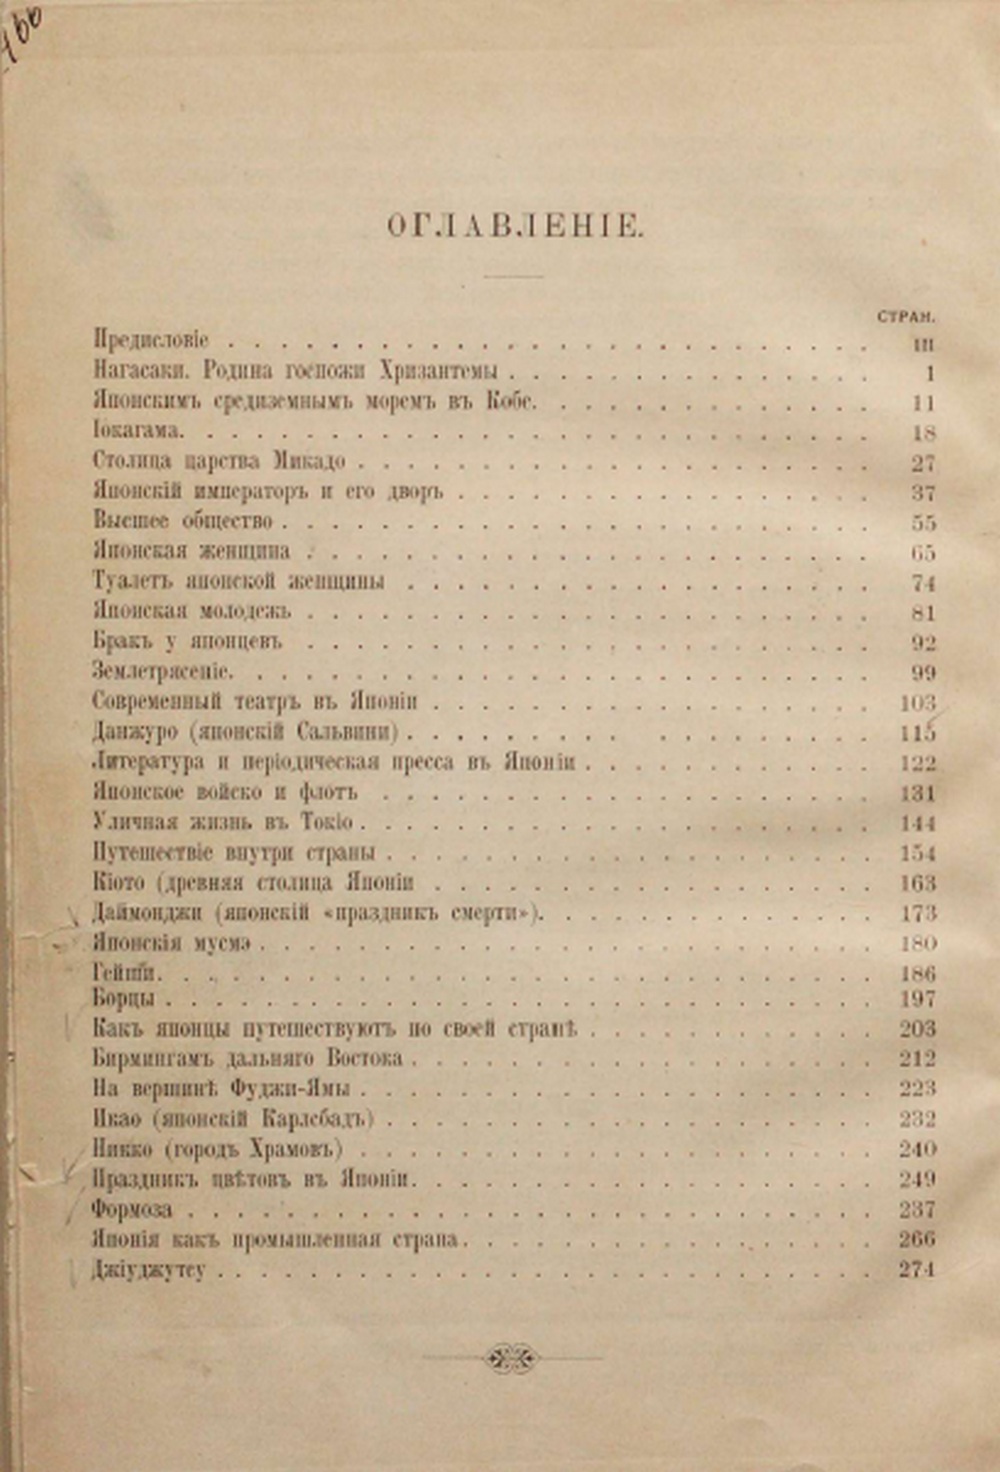 ОГЛАВЛЕНІЕ.
СТРАН.
Предисловіе . . . . . . . . . . . . . . . . . . . . . . . . . III
Нагасаки. Родина госпожи Хризантемы . . . . . . . . . . . . . . 1
Японскимъ средиземнымъ моремъ въ Кобе. . . . . . . . . . . . . 11
Іокагама. . . . . . . . . . . . . . . . . . . . . . . . . . . 18
Столица царства Микадо . . . . . . . . . . . . . . . . . . . . 27
Японскій императоръ и его дворъ . . . . . . . . . . . . . . . . 37
Высшее общество . . . . . . . . . . . . . . . . . . . . . . . 55
Японская женщина . . . . . . . . . . . . . . . . . . . . . . 65
Туалетъ японской женщины . . . . . . . . . . . . . . . . . . 74
Японская молодежь . . . . . . . . . . . . . . . . . . . . . . 81
Бракъ у японцевъ . . . . . . . . . . . . . . . . . . . . . . 92
Землетрясеніе. . . . . . . . . . . . . . . . . . . . . . . . . 99
Современный театръ въ Японіи . . . . . . . . . . . . . . . . . 103
Данжуро (японскій Сальвини) . . . . . . . . . . . . . . . . . 115
Литература и періодическая пресса въ Японіи . . . . . . . . . . . 122
Японское войско и флотъ . . . . . . . . . . . . . . . . . . . 131
Уличная жизнь въ Токіо . . . . . . . . . . . . . . . . . . . . 144
Путешествіе внутри страны . . . . . . . . . . . . . . . . . . . 154
Кіото (древняя столица Японіи . . . . . . . . . . . . . . . . . 163
Даймонджи (японскій «праздникъ смерти»). . . . . . . . . . . . . 173
Японскія мусмэ . . . . . . . . . . . . . . . . . . . . . . . . 180
Гейши. . . . . . . . . . . . . . . . . . . . . . . . . . . . 186
Борцы . . . . . . . . . . . . . . . . . . . . . . . . . . . . 197
Какъ японцы путешествуютъ по своей странѣ . . . . . . . . . . . 203
Бирмингамъ дальняго Востока . . . . . . . . . . . . . . . . . . 212
На вершинѣ Фуджи-Ямы . . . . . . . . . . . . . . . . . . . . 223
Икао (японскій Карлсбадъ) . . . . . . . . . . . . . . . . . . . 232
Никко (городъ Храмовъ) . . . . . . . . . . . . . . . . . . . . 240
Праздникъ цвѣтовъ въ Японіи. . . . . . . . . . . . . . . . . . 249
Формоза . . . . . . . . . . . . . . . . . . . . . . . . . . . 237
Японія какъ промышленная страна . . . . . . . . . . . . . . . . 266
Джіуджутсу . . . . . . . . . . . . . . . . . . . . . . . . . . 274